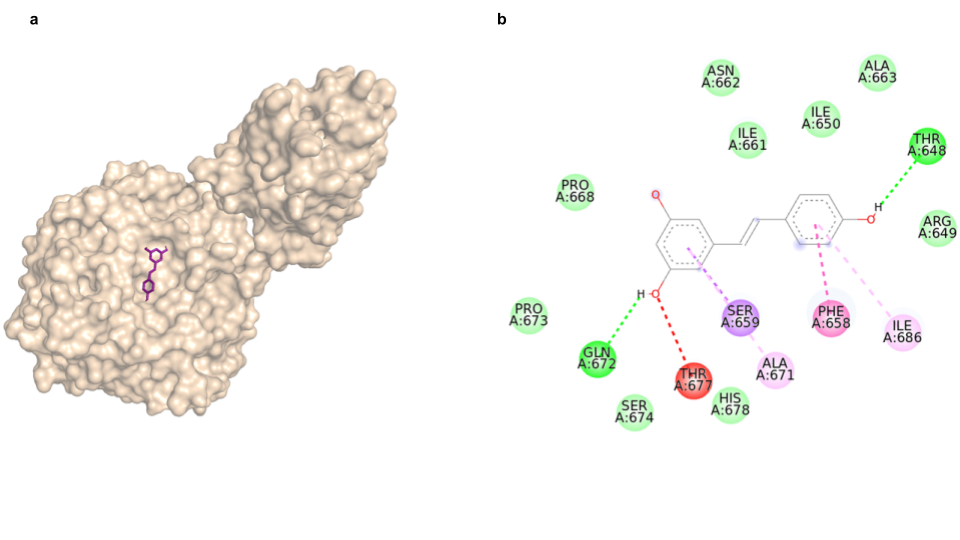 a
b
ASN
A:662
ALA
A:663
ILE
A:650
ILE
A:661
THR
A:648
PRO
A:668
O
H
O
ARG
A:649
H
O
PRO
A:673
SER
A:659
PHE
A:658
ILE
A:686
GLN
A:672
ALA
A:671
THR
A:677
SER
A:674
HIS
A:678